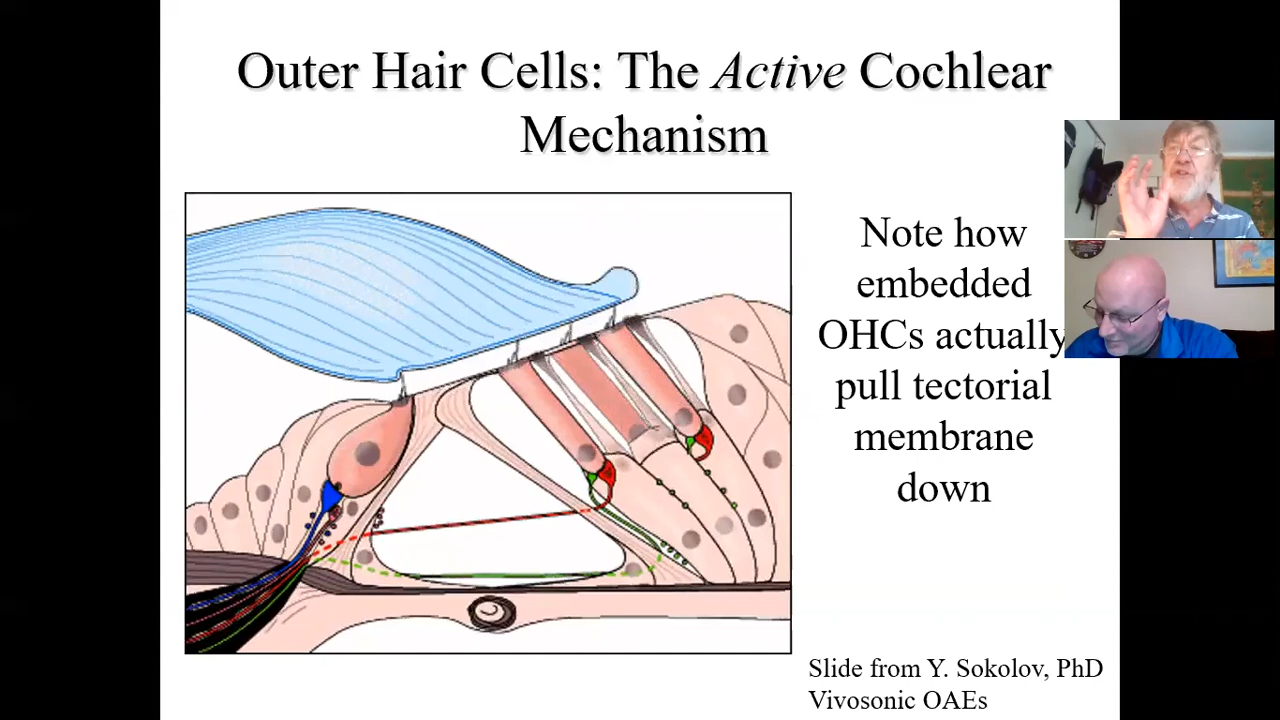 Outer Hair Cells: The Active Cochlear
Mechanism
Note how
embedded
OHCs actually
pull tectorial
membrane
down
Slide from Y. Sokolov, PhD
Vivosonic OAEs